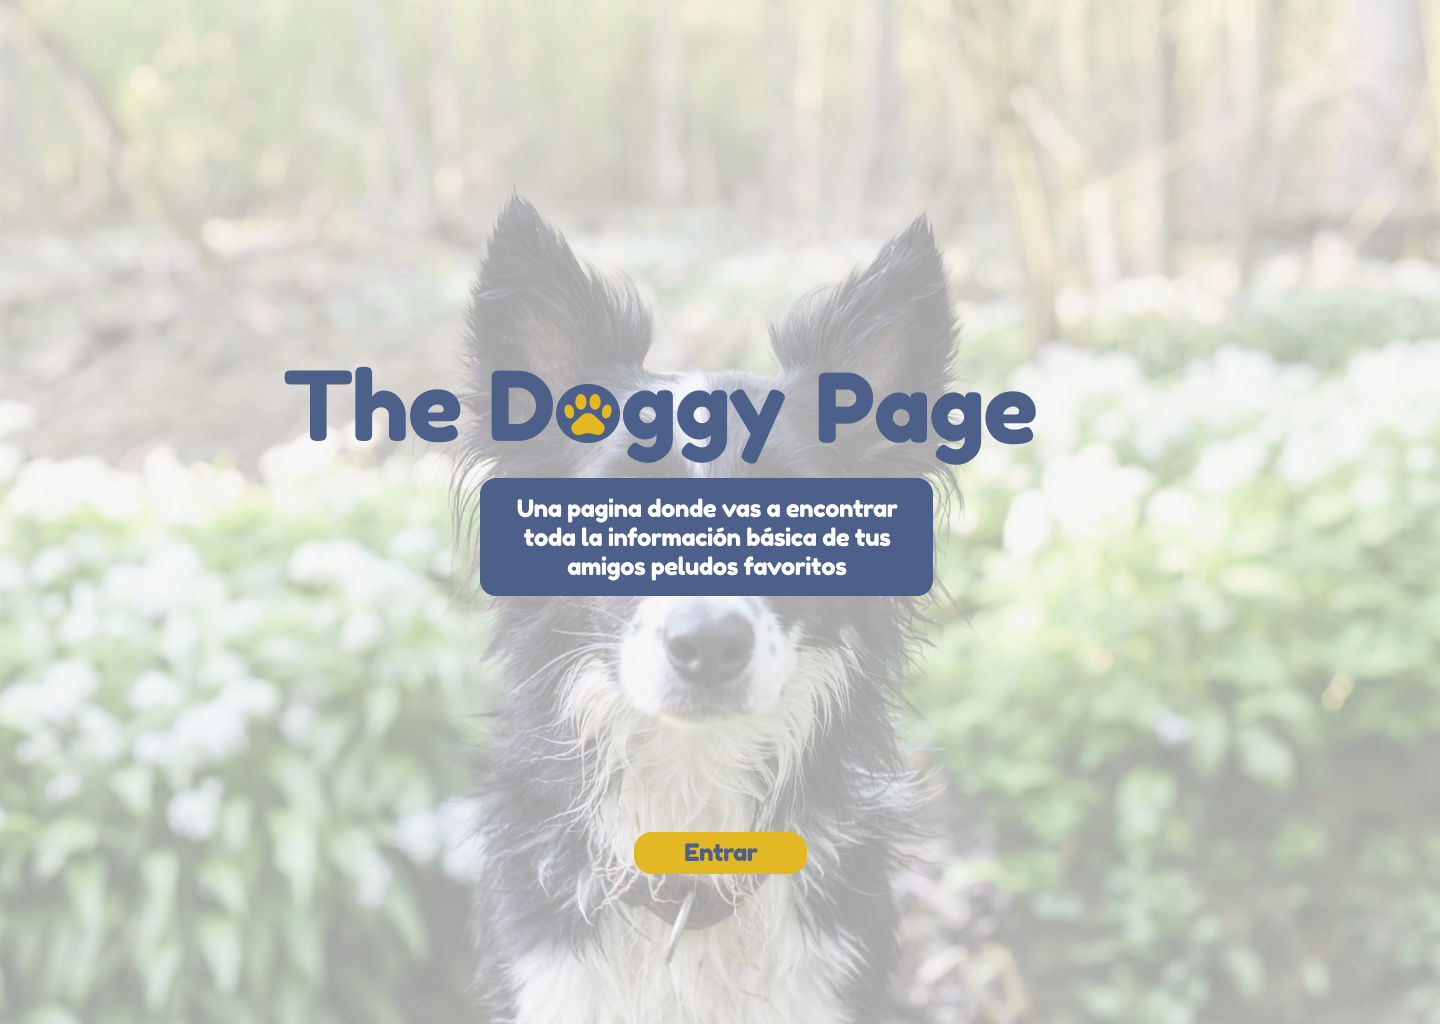 The Doggy Page
Una pagina donde vas a encontrar
toda la información básica de tus
amigos peludos favoritos
Entrar